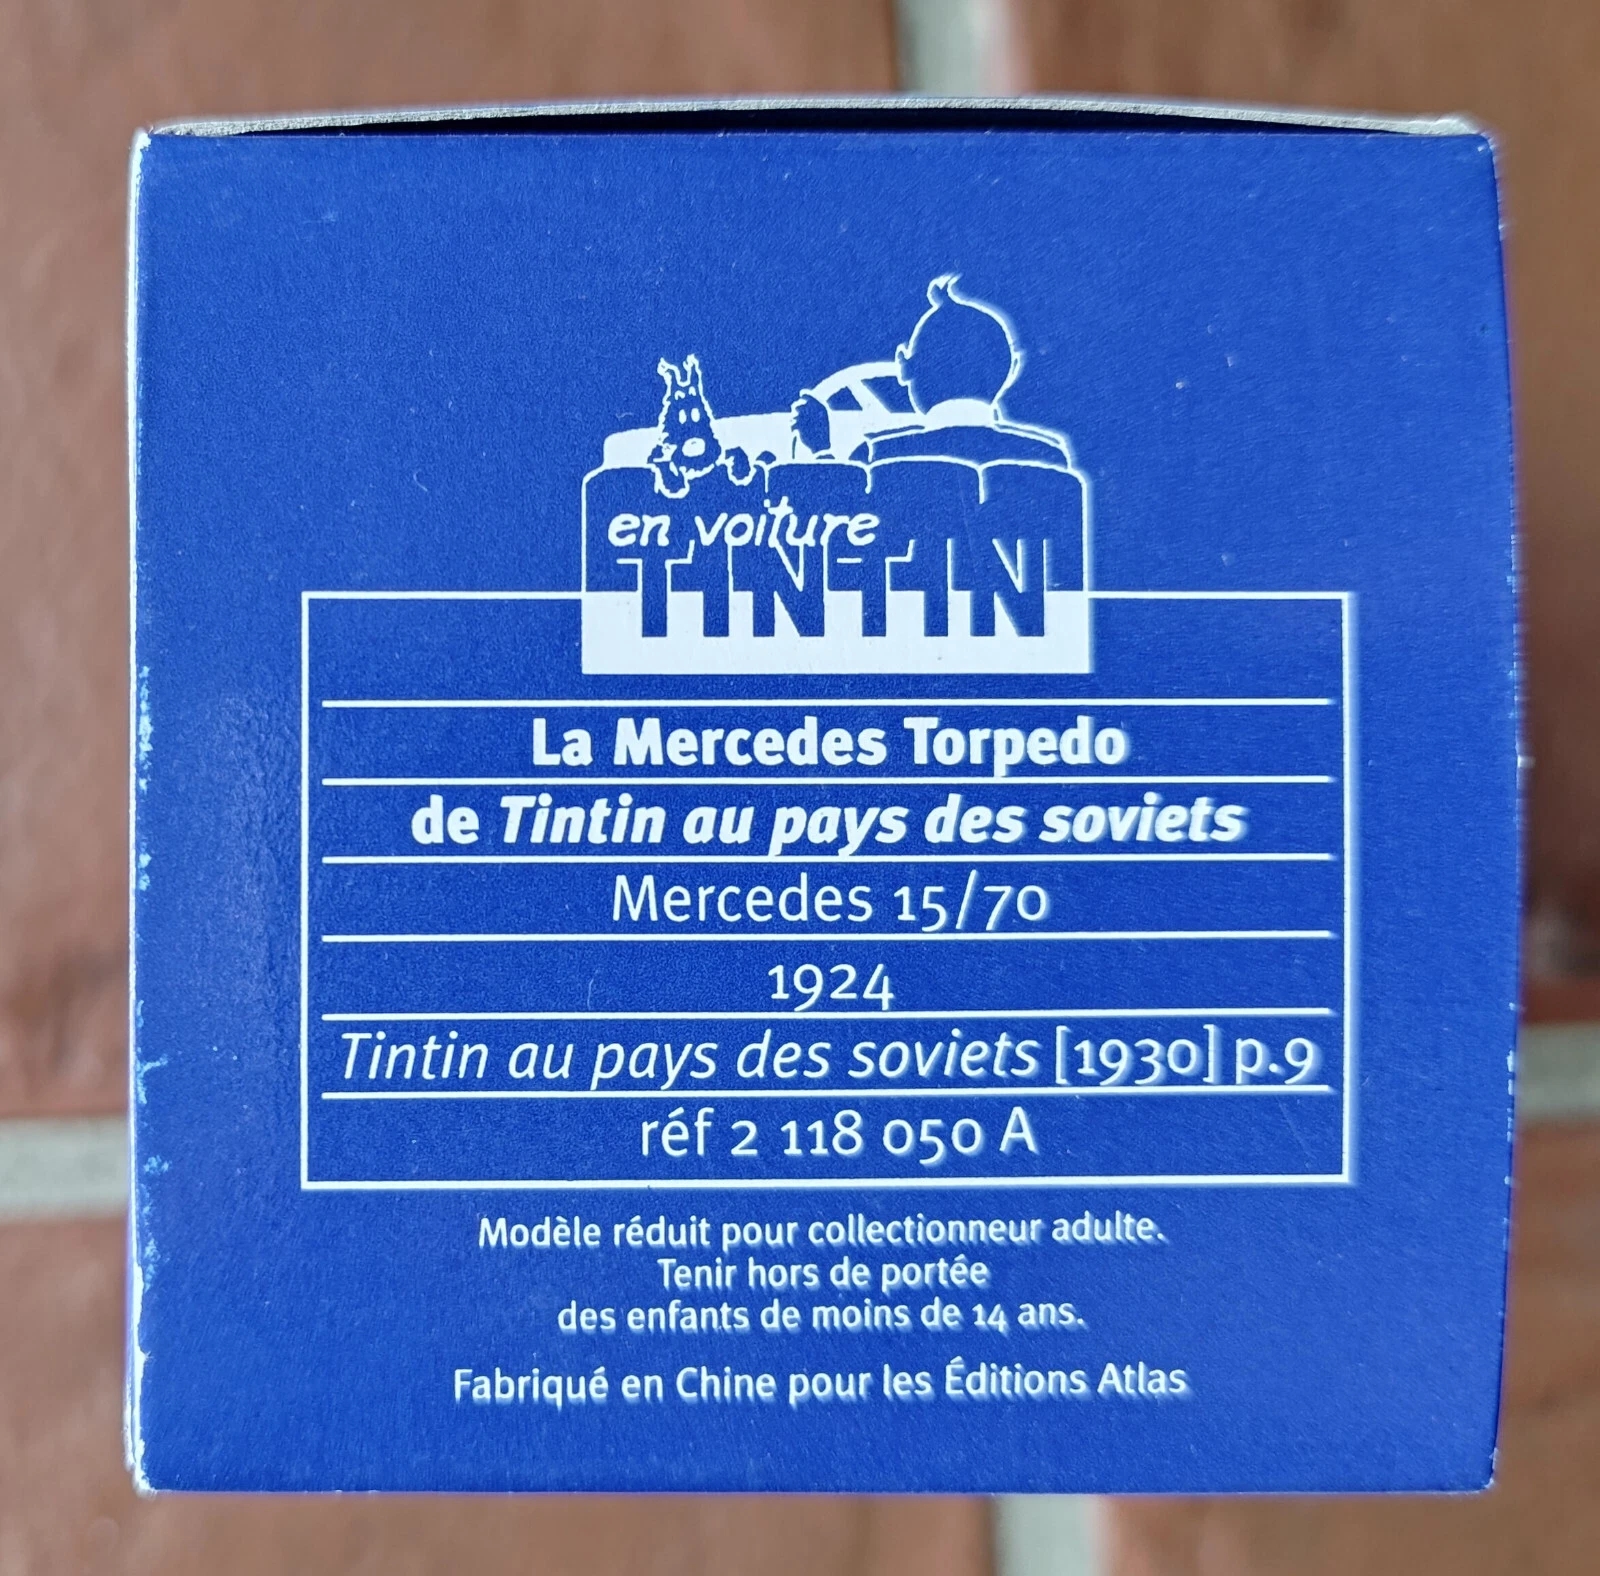 en voiture
TINTIN
La Mercedes Torpedo
de Tintin au pays des soviets
Mercedes 15/70
1924
Tintin au pays des soviets [1930] p.9
réf 2 118 050 A
Modèle réduit pour collectionneur adulte.
Tenir hors de portée
des enfants de moins de 14 ans.
Fabriqué en Chine pour les Éditions Atlas